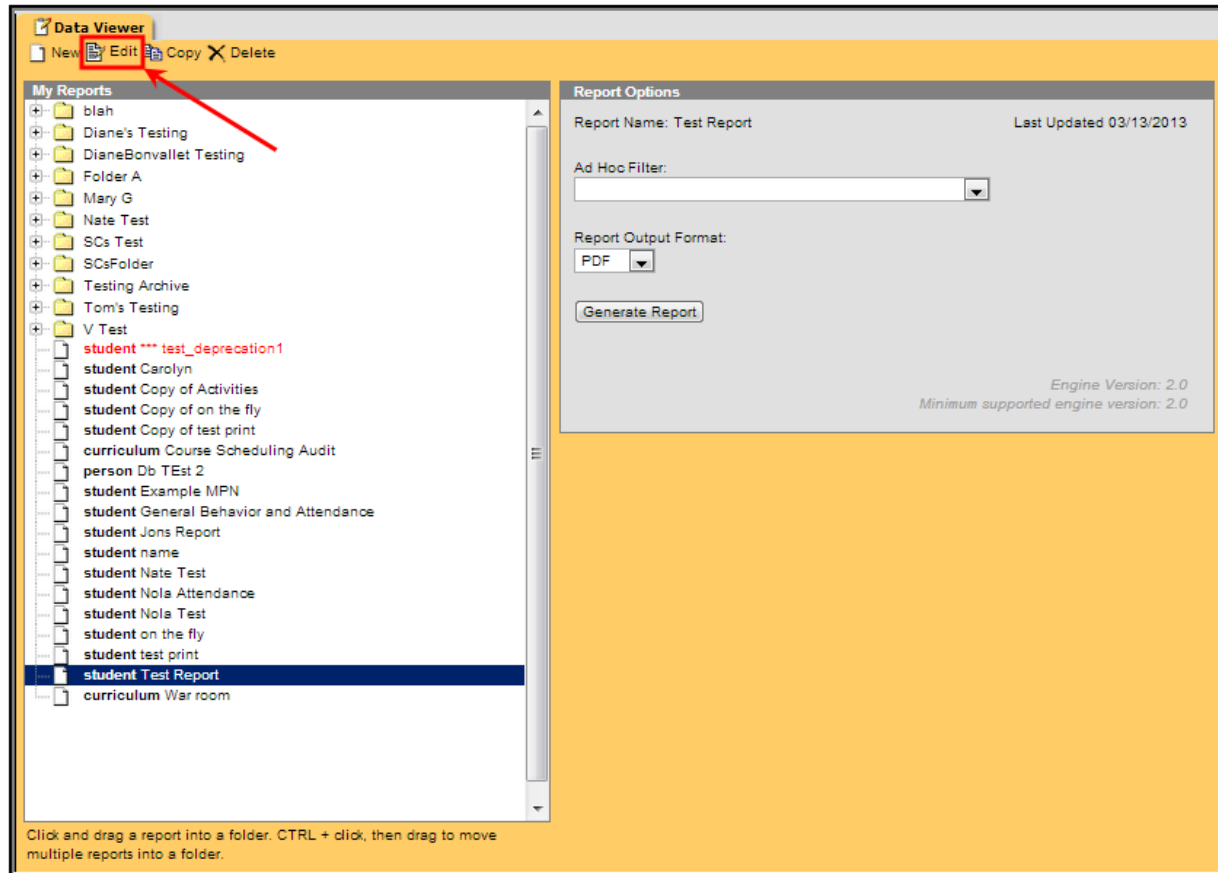 Data Viewer
New Edit Copy Delete
My Reports
blah
Diane's Testing
DianeBonvallet Testing
Folder A
Mary G
Nate Test
SCs Test
SCsFolder
Testing Archive
Tom's Testing
V Test
student *** test_deprecation1
student Carolyn
student Copy of Activities
student Copy of on the fly
student Copy of test print
curriculum Course Scheduling Audit
person Db TEst 2
student Example MPN
student General Behavior and Attendance
student Jons Report
student name
student Nate Test
student Nola Attendance
student Nola Test
student on the fly
student test print
student Test Report
curriculum War room
Click and drag a report into a folder. CTRL + click, then drag to move
multiple reports into a folder.
Report Options
Report Name: Test Report Last Updated 03/13/2013
Ad Hoc Filter:
Report Output Format:
PDF
Generate Report
Engine Version: 2.0
Minimum supported engine version: 2.0